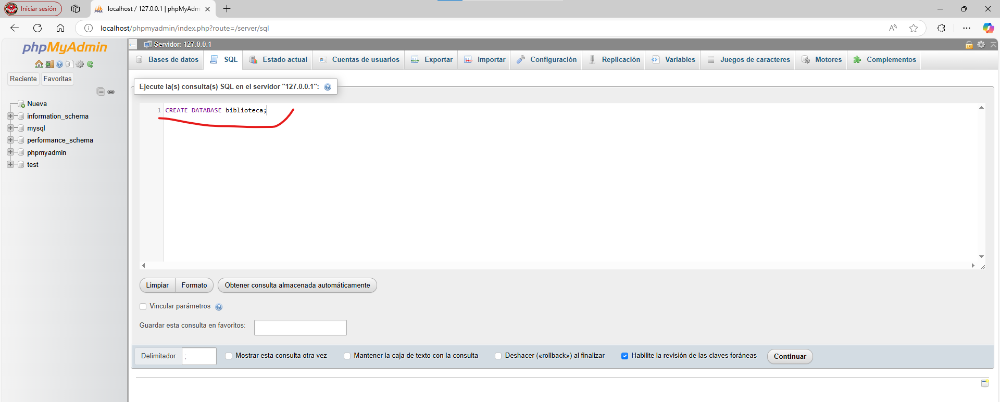 Iniciar sesión
localhost / 127.0.0.1 | phpMyAdm
localhost/phpmyadmin/index.php?route=/server/sql
phpMyAdmin
Reciente
Favoritas
Nueva
information_schema
mysql
performance_schema
phpmyadmin
test
Servidor: 127.0.0.1
Bases de datos
SQL
Estado actual
Cuentas de usuarios
Exportar
Importar
Configuración
Replicación
Variables
Juegos de caracteres
Motores
Complementos
Ejecute la(s) consulta(s) SQL en el servidor "127.0.0.1":
1 CREATE DATABASE biblioteca;
Limpiar
Formato
Obtener consulta almacenada automáticamente
Vincular parámetros
Guardar esta consulta en favoritos:
Delimitador
;
Mostrar esta consulta otra vez
Mantener la caja de texto con la consulta
Deshacer («rollback») al finalizar
Habilite la revisión de las claves foráneas
Continuar